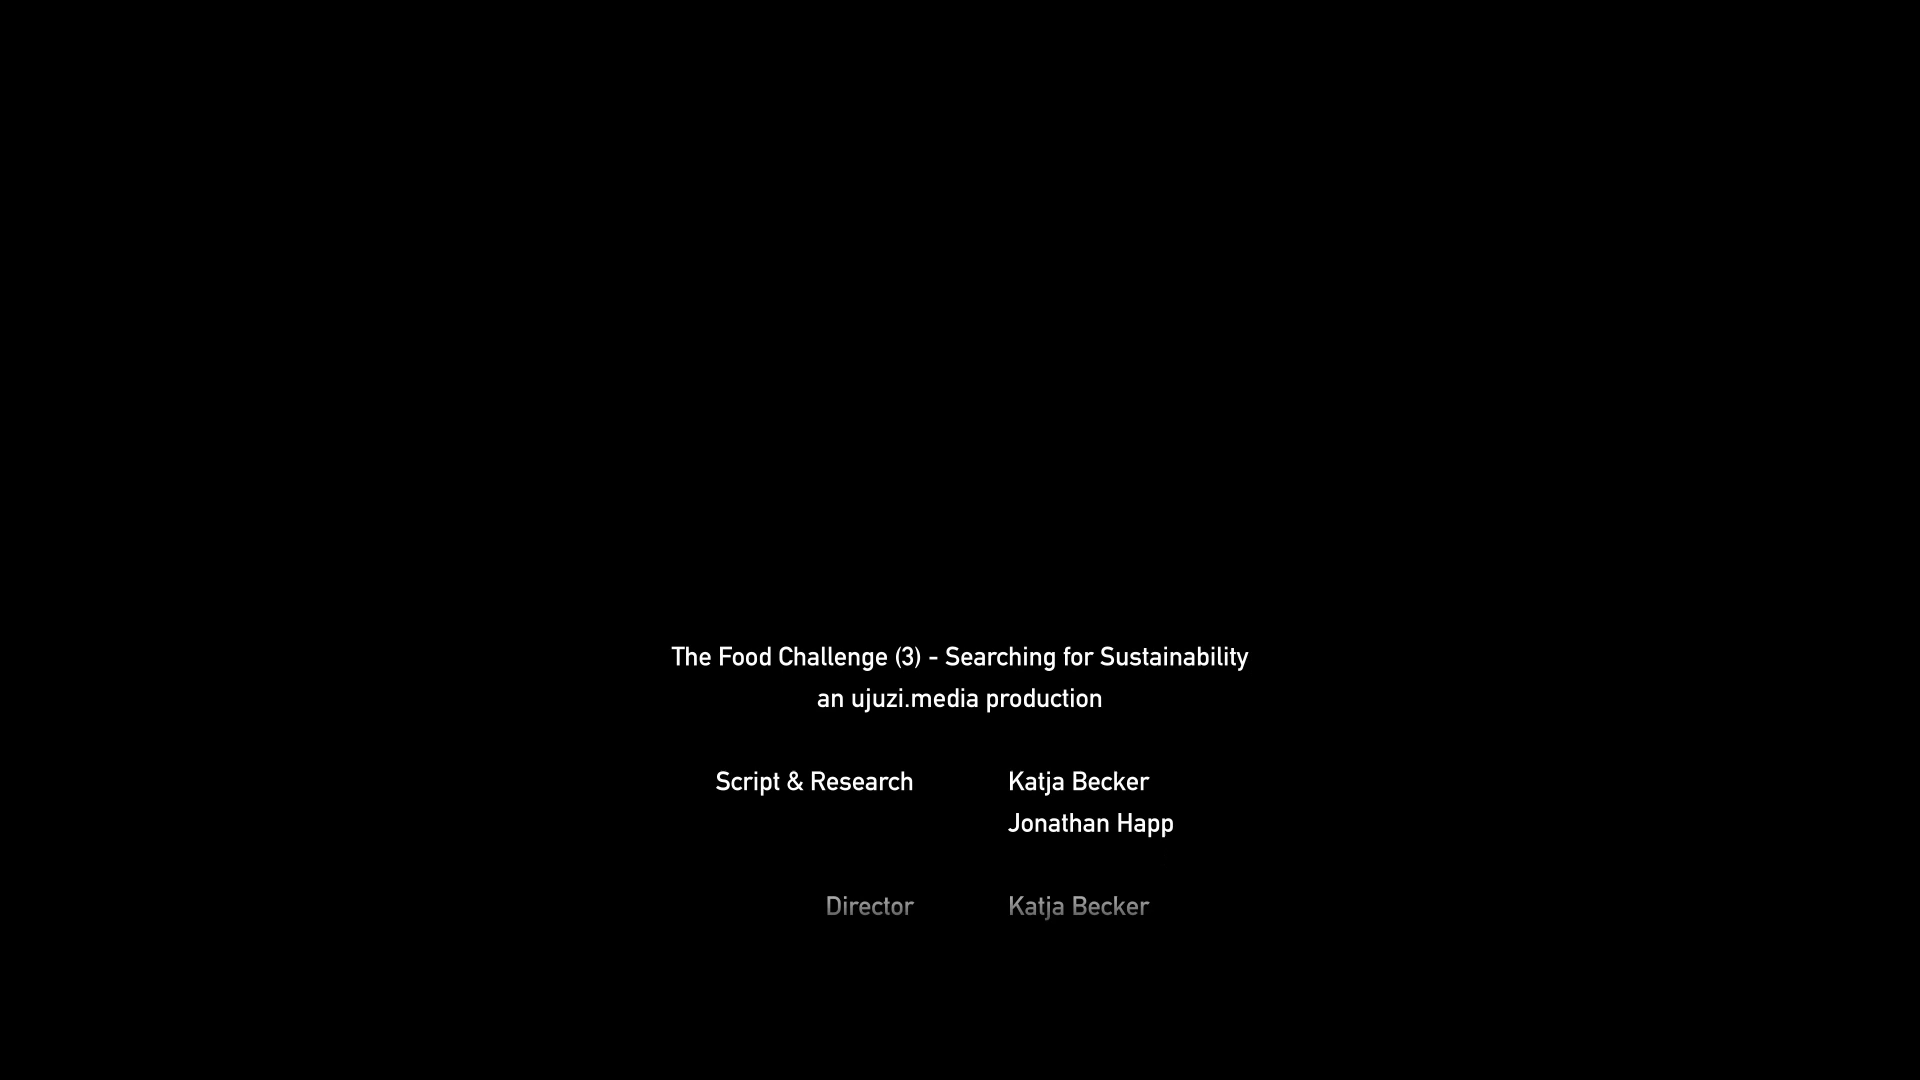 The Food Challenge (3) - Searching for Sustainability
an ujuzi.media production
Script & Research Katja Becker
Jonathan Happ
Director Katja Becker